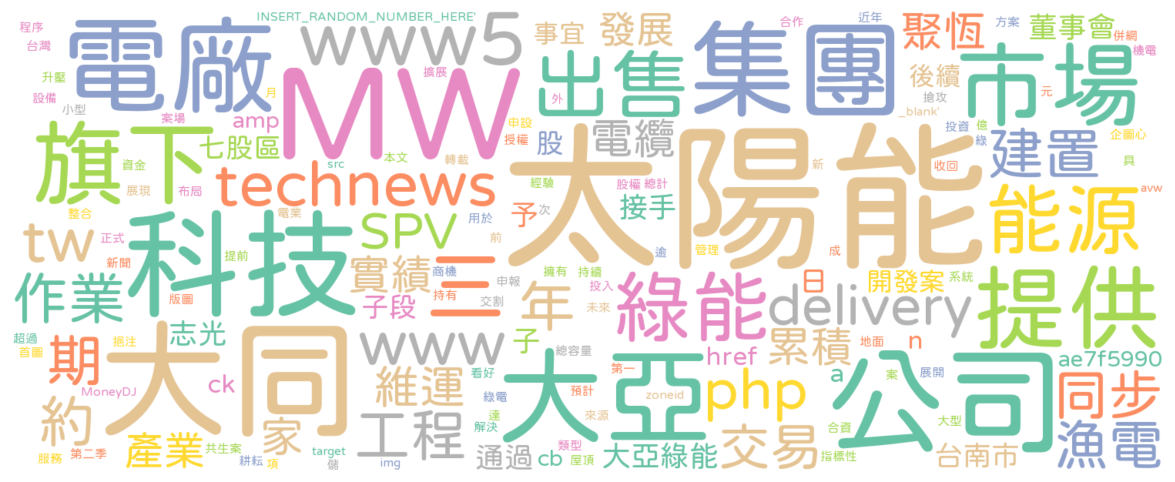 程序
台灣
升壓
設備
小型
電廠
案場
月
INSERT_RANDOM_NUMBER_HERE'
www5
MW
擴展
amp
事宜
發展
合作
近年
出售
外
集團
聚恆
方案
董事會
併網
機電
元
市場
後續
搶攻
_blank'
投資
億
綠
企圖心
具
建置
旗下
七股區
資金
展現
布局
src
本文
轉載
申設
授權
technews
股
電纜
經驗
股權
總計
太陽能
新
收回
能源
avw
整合
tw
正式
新聞
提前
電業
科技
SPV
用於
前
予
次
接手
逾
管理
成
作業
版圖
實績
三
商機
持有
申報
交割
擁有
持續
投入
未來
年
綠能
日
開發案
系統
delivery
提供
子段
超過
首圖
期
挹注
志光
MoneyDJ
大同
ck
www
子
總容量
看好
第一
href
累積
地面
n
案
展開
a
ae7f5990
約
家
維運
綠電
連
解決
大亞
預計
來源
zoneid
php
公司
合資
大型
同步
服務
第二季
產業
共生案
耕耘
項
target
儲
工程
img
通過
cb
類型
屋頂
大亞綠能
交易
指標性
台南市
漁電